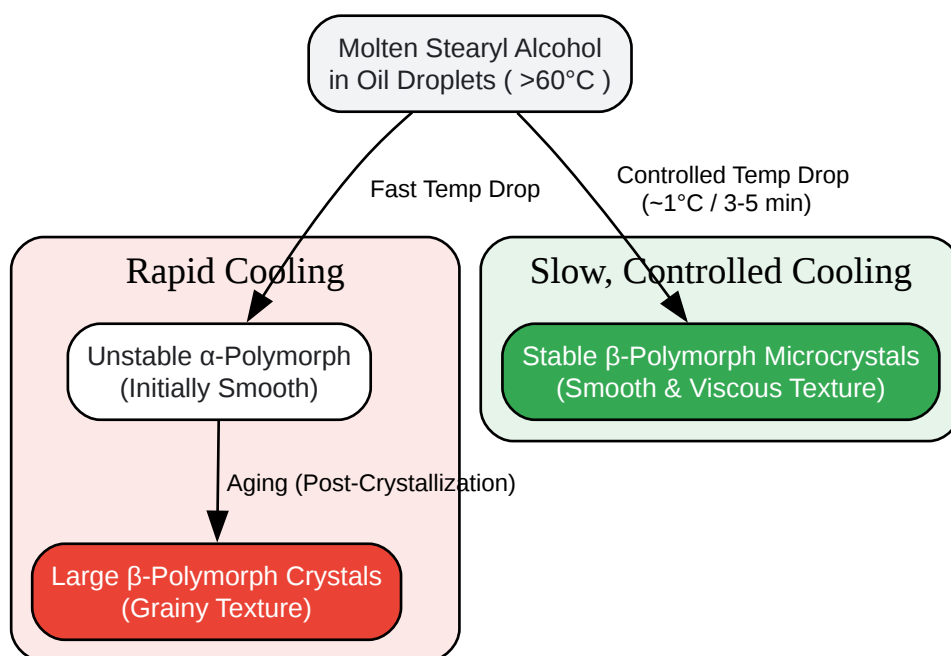 Molten Stearyl Alcohol
in Oil Droplets ( >60°C )
Fast Temp Drop
Controlled Temp Drop
(~1°C / 3-5 min)
Rapid Cooling
Slow, Controlled Cooling
Unstable α-Polymorph
(Initially Smooth)
Stable β-Polymorph Microcrystals
(Smooth & Viscous Texture)
Aging (Post-Crystallization)
Large β-Polymorph Crystals
(Grainy Texture)